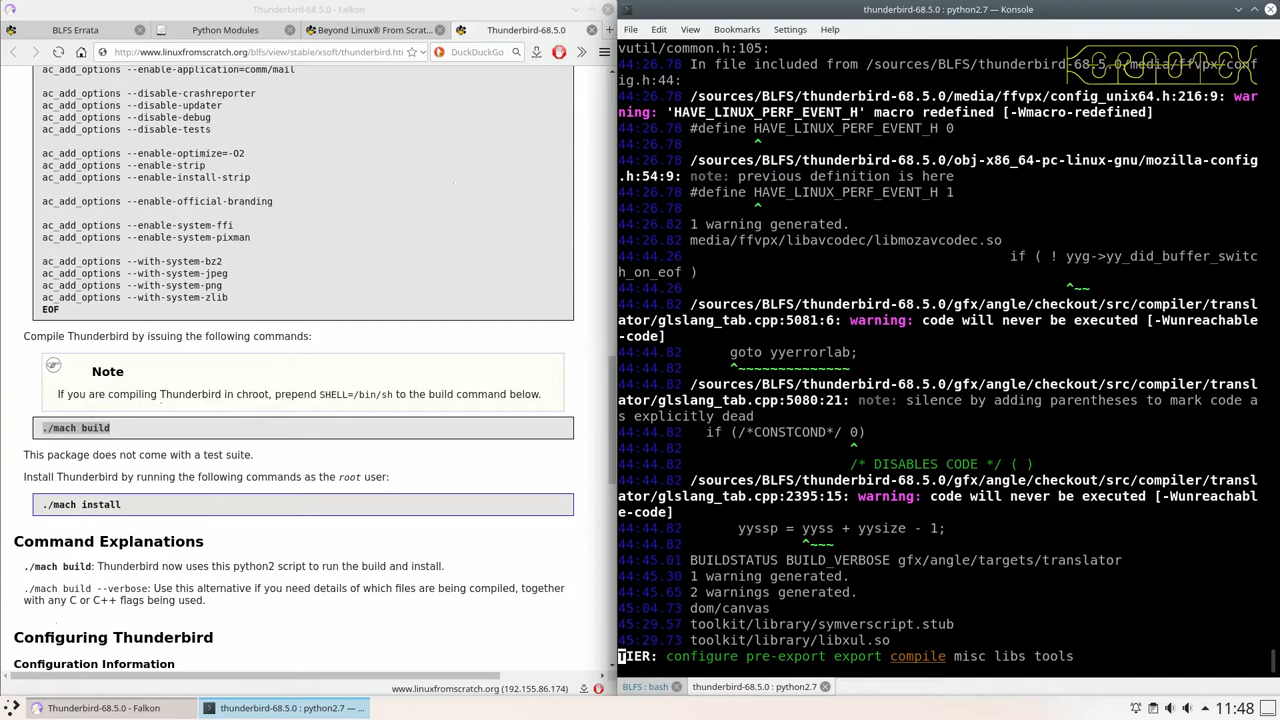 Thunderbird-68.5.0 - Falkon
BLFS Errata
Python Modules
Beyond Linux® From Scrat...
Thunderbird-68.5.0
http://www.linuxfromscratch.org/blfs/view/stable/xsoft/thunderbird.ht
DuckDuckGo
ac_add_options --enable-application=comm/mail
ac_add_options --disable-crashreporter
ac_add_options --disable-updater
ac_add_options --disable-debug
ac_add_options --disable-tests
ac_add_options --enable-optimize=-O2
ac_add_options --enable-strip
ac_add_options --enable-install-strip
ac_add_options --enable-official-branding
ac_add_options --enable-system-ffi
ac_add_options --enable-system-pixman
ac_add_options --with-system-bz2
ac_add_options --with-system-jpeg
ac_add_options --with-system-png
ac_add_options --with-system-zlib
EOF
Compile Thunderbird by issuing the following commands:
Note
If you are compiling Thunderbird in chroot, prepend SHELL=/bin/sh to the build command below.
./mach build
This package does not come with a test suite.
Install Thunderbird by running the following commands as the root user:
./mach install
Command Explanations
./mach build: Thunderbird now uses this python2 script to run the build and install.
./mach build --verbose: Use this alternative if you need details of which files are being compiled, together
with any C or C++ flags being used.
Configuring Thunderbird
Configuration Information
www.linuxfromscratch.org (192.155.86.174)
thunderbird-68.5.0 : python2.7 — Konsole
File Edit View Bookmarks Settings Help
vutil/common.h:105:
44:26.78 In file included from /sources/BLFS/thunderbird-68.5.0/media/ffvpx/conf
ig.h:44:
44:26.78 /sources/BLFS/thunderbird-68.5.0/media/ffvpx/config_unix64.h:216:9: war
ning: 'HAVE_LINUX_PERF_EVENT_H' macro redefined [-Wmacro-redefined]
44:26.78 #define HAVE_LINUX_PERF_EVENT_H 0
44:26.78         ^
44:26.78 /sources/BLFS/thunderbird-68.5.0/obj-x86_64-pc-linux-gnu/mozilla-config
.h:54:9: note: previous definition is here
44:26.78 #define HAVE_LINUX_PERF_EVENT_H 1
44:26.78         ^
44:26.82 1 warning generated.
44:26.82 media/ffvpx/libavcodec/libmozavcodec.so
44:44.26                                         if ( ! yyg->yy_did_buffer_switc
h_on_eof )
44:44.26                                                ^~~
44:44.82 /sources/BLFS/thunderbird-68.5.0/gfx/angle/checkout/src/compiler/transl
ator/glslang_tab.cpp:5081:6: warning: code will never be executed [-Wunreachable
-code]
44:44.82      goto yyerrorlab;
44:44.82      ^~~~~~~~~~~~~~~
44:44.82 /sources/BLFS/thunderbird-68.5.0/gfx/angle/checkout/src/compiler/transl
ator/glslang_tab.cpp:5080:21: note: silence by adding parentheses to mark code a
s explicitly dead
44:44.82   if (/*CONSTCOND*/ 0)
44:44.82                     ^
44:44.82                     /* DISABLES CODE */ ( )
44:44.82 /sources/BLFS/thunderbird-68.5.0/gfx/angle/checkout/src/compiler/transl
ator/glslang_tab.cpp:2395:15: warning: code will never be executed [-Wunreachabl
e-code]
44:44.82       yyssp = yyss + yysize - 1;
44:44.82               ^~~~
45:01 BUILDSTATUS BUILD_VERBOSE gfx/angle/targets/translator
45:30 1 warning generated.
44:45.65 2 warnings generated.
45:04.73 dom/canvas
45:29.57 toolkit/library/symverscript.stub
45:29.73 toolkit/library/libxul.so
TIER: configure pre-export export compile misc libs tools
BLFS : bash
thunderbird-68.5.0 : python2.7
Thunderbird-68.5.0 - Falkon
thunderbird-68.5.0 : python2.7 — ...
11:48